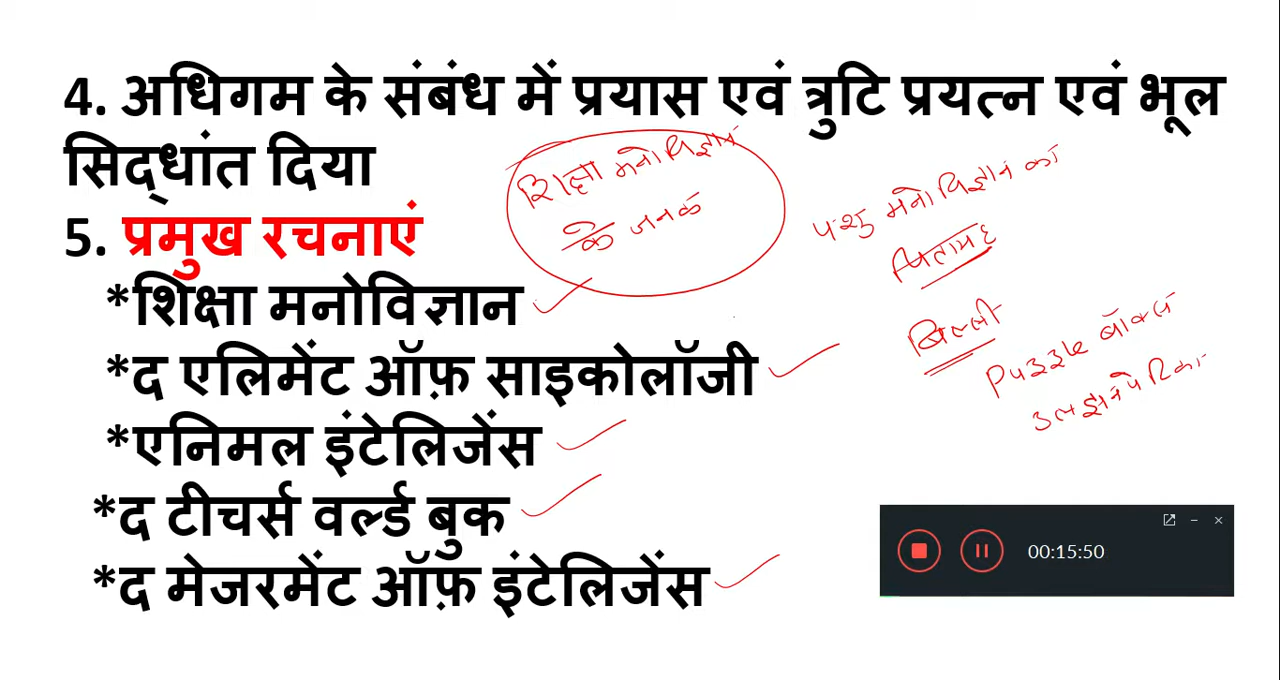 4. अधिगम के संबंध में प्रयास एवं त्रुटि प्रयत्न एवं भूल
सिद्धांत दिया
5. प्रमुख रचनाएं
*शिक्षा मनोविज्ञान
*द एलिमेंट ऑफ़ साइकोलॉजी
*एनिमल इंटेलिजेंस
*द टीचर्स वर्ल्ड बुक
*द मेजरमेंट ऑफ़ इंटेलिजेंस
शिक्षा मनोविज्ञान
के जनक
पशु मनोविज्ञान का
पितामह
बिल्ली
Puzzle बॉक्स
00:15:50